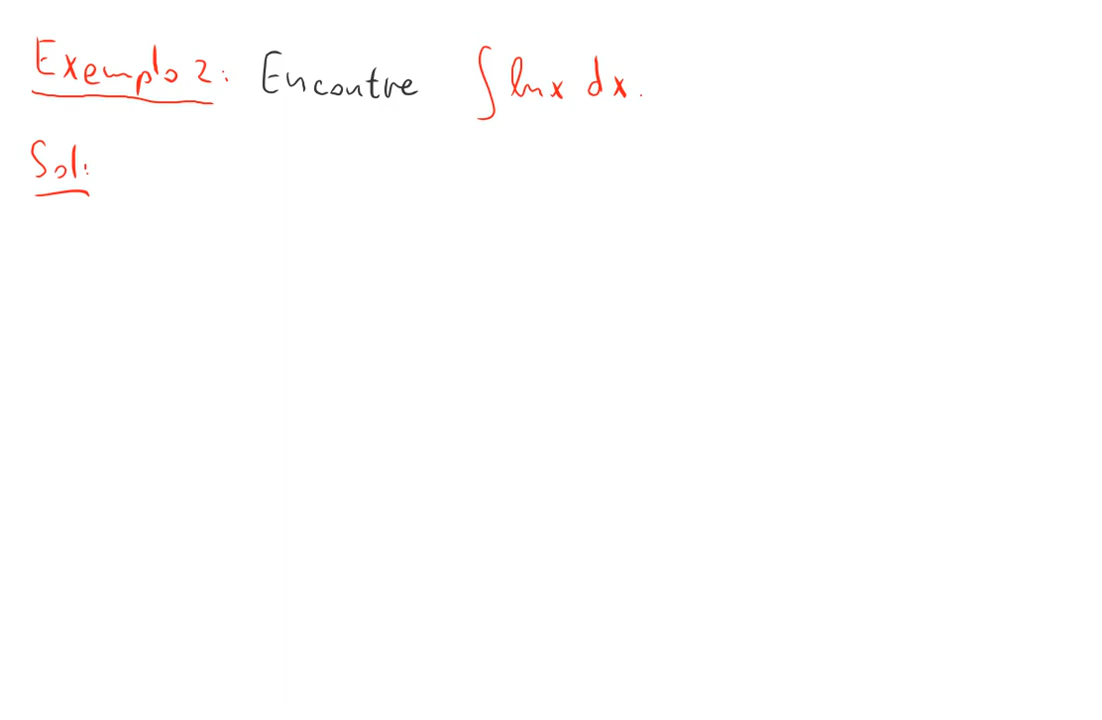 Exemplo 2: Encontre ∫ ln x dx.
Sol: